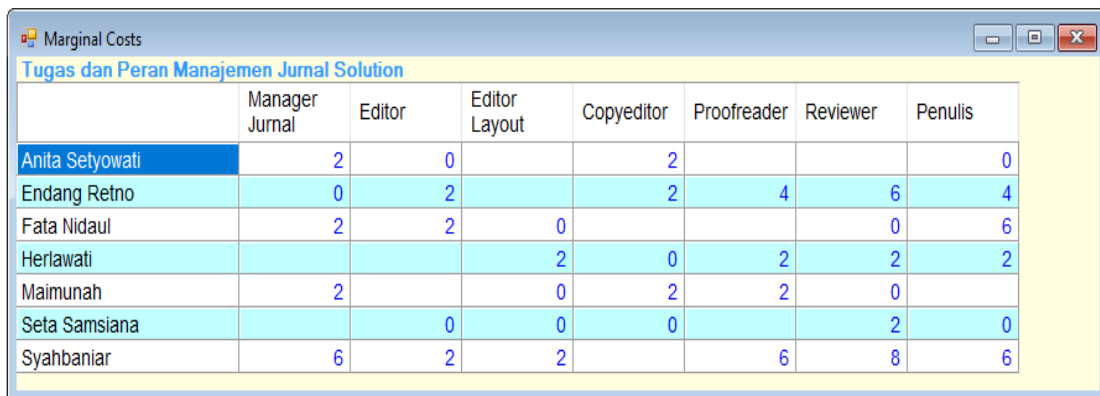 Marginal Costs
Tugas dan Peran Manajemen Jurnal Solution
Manager Jurnal Editor Editor Layout Copyeditor Proofreader Reviewer Penulis
Anita Setyowati 2 0 2 0
Endang Retno 0 2 2 4 6 4
Fata Nidaul 2 2 0 0 6
Herlawati 2 0 2 2 2
Maimunah 2 0 2 2 0
Seta Samsiana 0 0 0 2 0
Syahbaniar 6 2 2 6 8 6